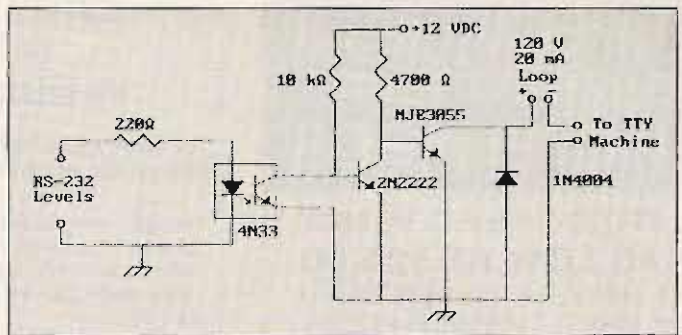 +12 VDC
120 V
20 mA
Loop
+ -
10 kΩ
4700 Ω
MJE3055
To TTY
Machine
220Ω
RS-232
Levels
2N2222
1N4004
4N33